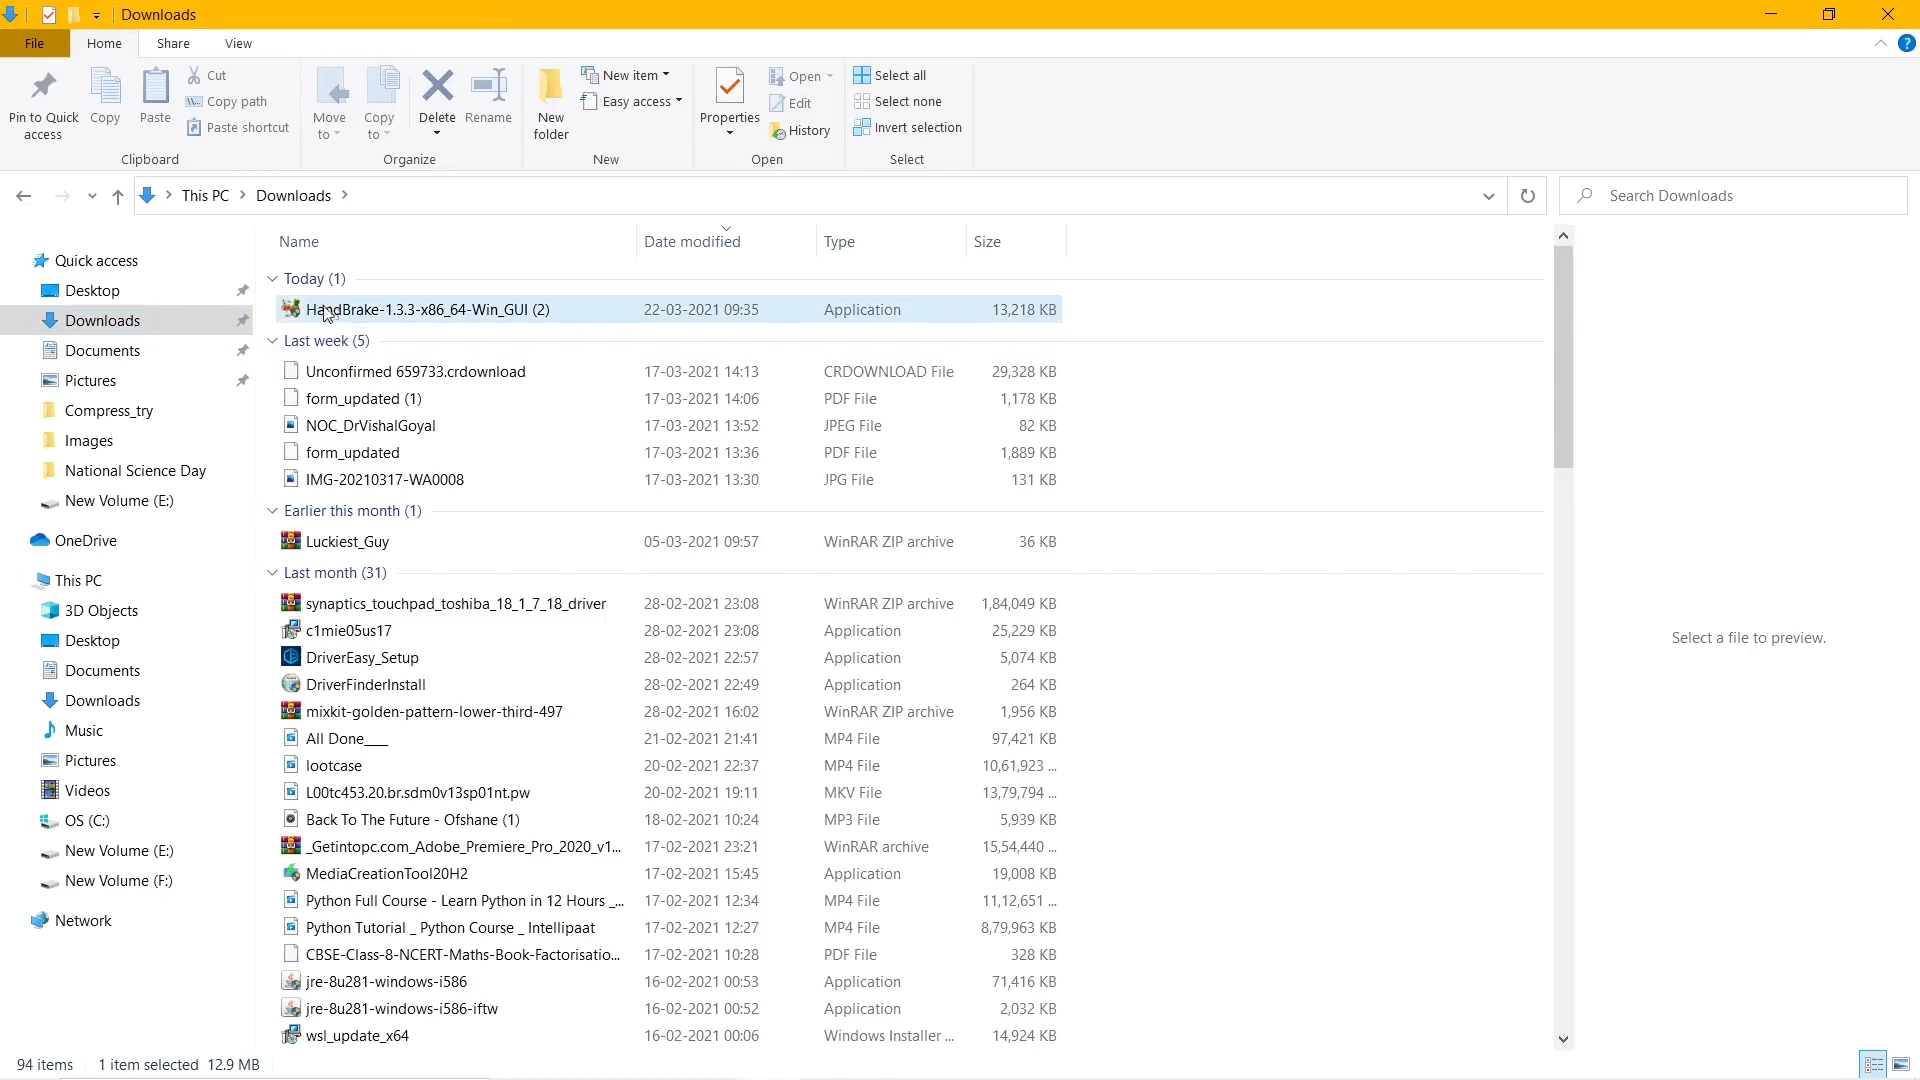 Downloads
File Home Share View
Pin to Quick access
Copy
Paste
Cut
Copy path
Paste shortcut
Clipboard
Move to
Copy to
Delete
Rename
Organize
New folder
New item
Easy access
New
Properties
Open
Edit
History
Open
Select all
Select none
Invert selection
Select
This PC Downloads
Search Downloads
Quick access
Desktop
Downloads
Documents
Pictures
Compress_try
Images
National Science Day
New Volume (E:)
OneDrive
This PC
3D Objects
Desktop
Documents
Downloads
Music
Pictures
Videos
OS (C:)
New Volume (E:)
New Volume (F:)
Network
Name Date modified Type Size
Today (1)
HandBrake-1.3.3-x86_64-Win_GUI (2) 22-03-2021 09:35 Application 13,218 KB
Last week (5)
Unconfirmed 659733.crdownload 17-03-2021 14:13 CRDOWNLOAD File 29,328 KB
form_updated (1) 17-03-2021 14:06 PDF File 1,178 KB
NOC_DrVishalGoyal 17-03-2021 13:52 JPEG File 82 KB
form_updated 17-03-2021 13:36 PDF File 1,889 KB
IMG-20210317-WA0008 17-03-2021 13:30 JPG File 131 KB
Earlier this month (1)
Luckiest_Guy 05-03-2021 09:57 WinRAR ZIP archive 36 KB
Last month (31)
synaptics_touchpad_toshiba_18_1_7_18_driver 28-02-2021 23:08 WinRAR ZIP archive 1,84,049 KB
c1mie05us17 28-02-2021 23:08 Application 25,229 KB
DriverEasy_Setup 28-02-2021 22:57 Application 5,074 KB
DriverFinderInstall 28-02-2021 22:49 Application 264 KB
mixkit-golden-pattern-lower-third-497 28-02-2021 16:02 WinRAR ZIP archive 1,956 KB
All Done___ 21-02-2021 21:41 MP4 File 97,421 KB
lootcase 20-02-2021 22:37 MP4 File 10,61,923 ...
L00tc453.20.br.sdm0v13sp01nt.pw 20-02-2021 19:11 MKV File 13,79,794 ...
Back To The Future - Ofshane (1) 18-02-2021 10:24 MP3 File 5,939 KB
_Getintopc.com_Adobe_Premiere_Pro_2020_v1... 17-02-2021 23:21 WinRAR archive 15,54,440 ...
MediaCreationTool20H2 17-02-2021 15:45 Application 19,008 KB
Python Full Course - Learn Python in 12 Hours _... 17-02-2021 12:34 MP4 File 11,12,651 ...
Python Tutorial _ Python Course _ Intellipaat 17-02-2021 12:27 MP4 File 8,79,963 KB
CBSE-Class-8-NCERT-Maths-Book-Factorisatio... 17-02-2021 10:28 PDF File 328 KB
jre-8u281-windows-i586 16-02-2021 00:53 Application 71,416 KB
jre-8u281-windows-i586-iftw 16-02-2021 00:52 Application 2,032 KB
wsl_update_x64 16-02-2021 00:06 Windows Installer ... 14,924 KB
Select a file to preview.
94 items 1 item selected 12.9 MB